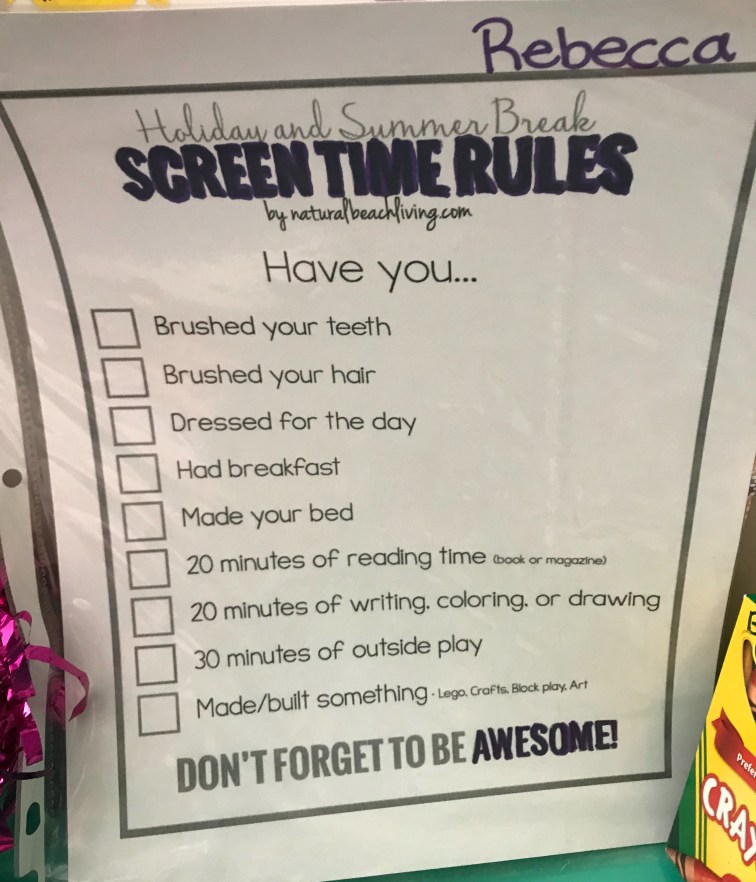 Rebecca
Holiday and Summer Break
SCREEN TIME RULES
by naturalbeachliving.com
Have you...
Brushed your teeth
Brushed your hair
Dressed for the day
Had breakfast
Made your bed
20 minutes of reading time (book or magazine)
20 minutes of writing, coloring, or drawing
30 minutes of outside play
Made/built something - Lego, Crafts, Block play, Art
DON'T FORGET TO BE AWESOME!